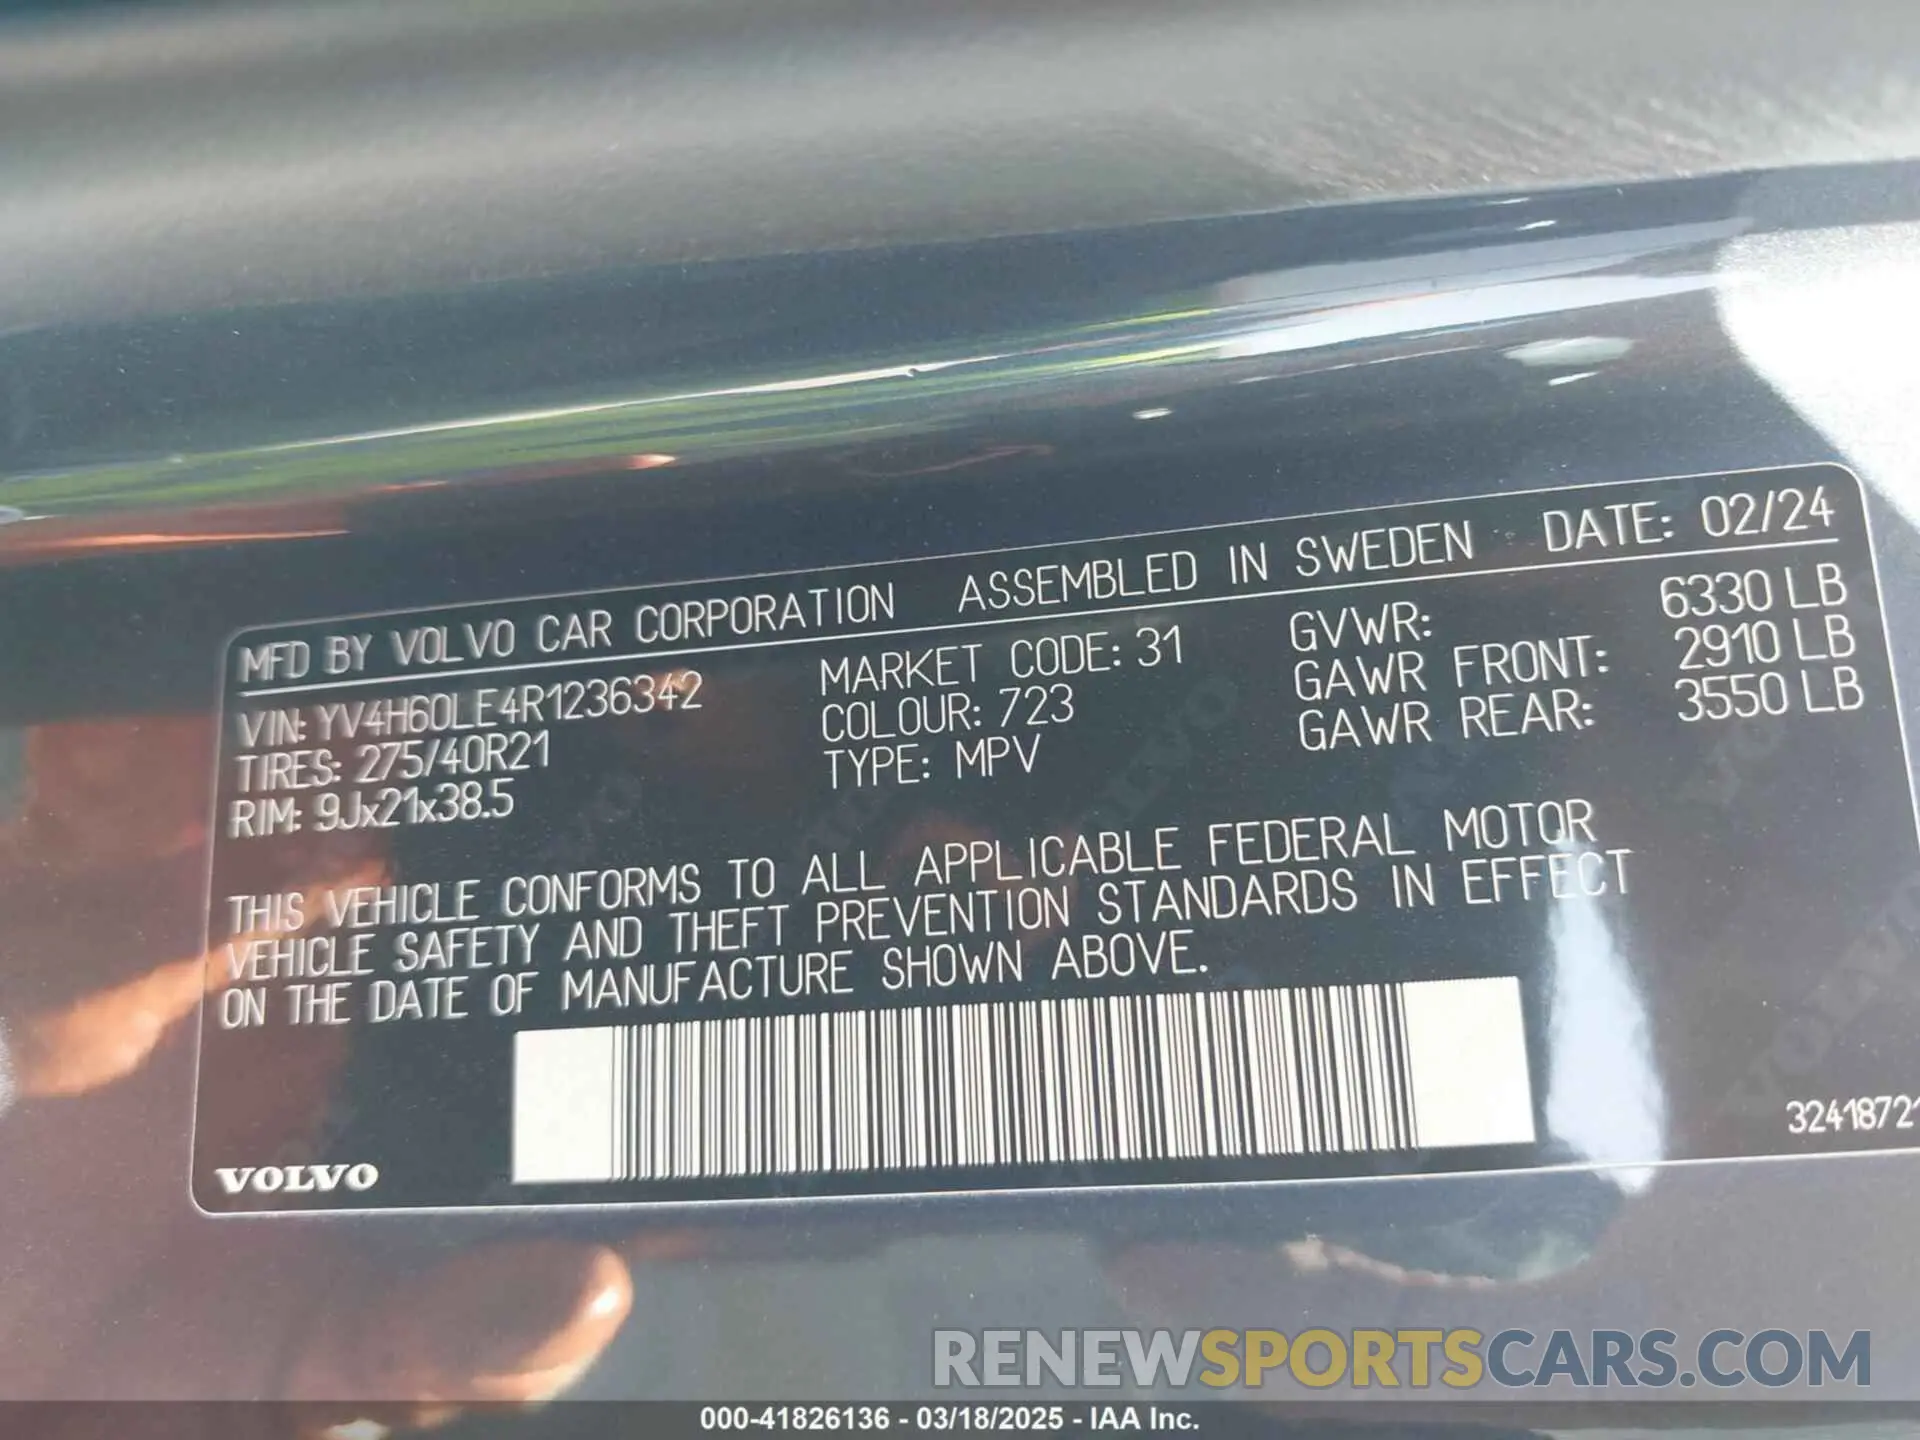 MFD BY VOLVO CAR CORPORATION ASSEMBLED IN SWEDEN DATE: 02/24
VIN: YV4H60LE4R1236342
TIRES: 275/40R21
RIM: 9Jx21x38.5
MARKET CODE: 31
COLOUR: 723
TYPE: MPV
GVWR: 6330 LB
GAWR FRONT: 2910 LB
GAWR REAR: 3550 LB
THIS VEHICLE CONFORMS TO ALL APPLICABLE FEDERAL MOTOR
VEHICLE SAFETY AND THEFT PREVENTION STANDARDS IN EFFECT
ON THE DATE OF MANUFACTURE SHOWN ABOVE.
32418721
VOLVO
RENEWSPORTSCARS.COM
000-41826136 - 03/18/2025 - IAA Inc.